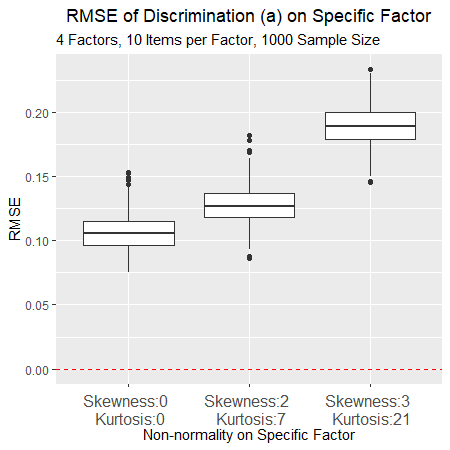 RMSE of Discrimination (a) on Specific Factor
4 Factors, 10 Items per Factor, 1000 Sample Size
RMSE
0.20
0.15
0.10
0.05
0.00
Skewness:0 Skewness:2 Skewness:3
Kurtosis:0 Kurtosis:7 Kurtosis:21
Non-normality on Specific Factor